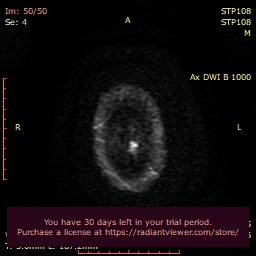 Im: 50/50
Se: 4
A
STP108
STP108
M
Ax DWI B 1000
R
L
You have 30 days left in your trial period.
Purchase a license at https://radiantviewer.com/store/